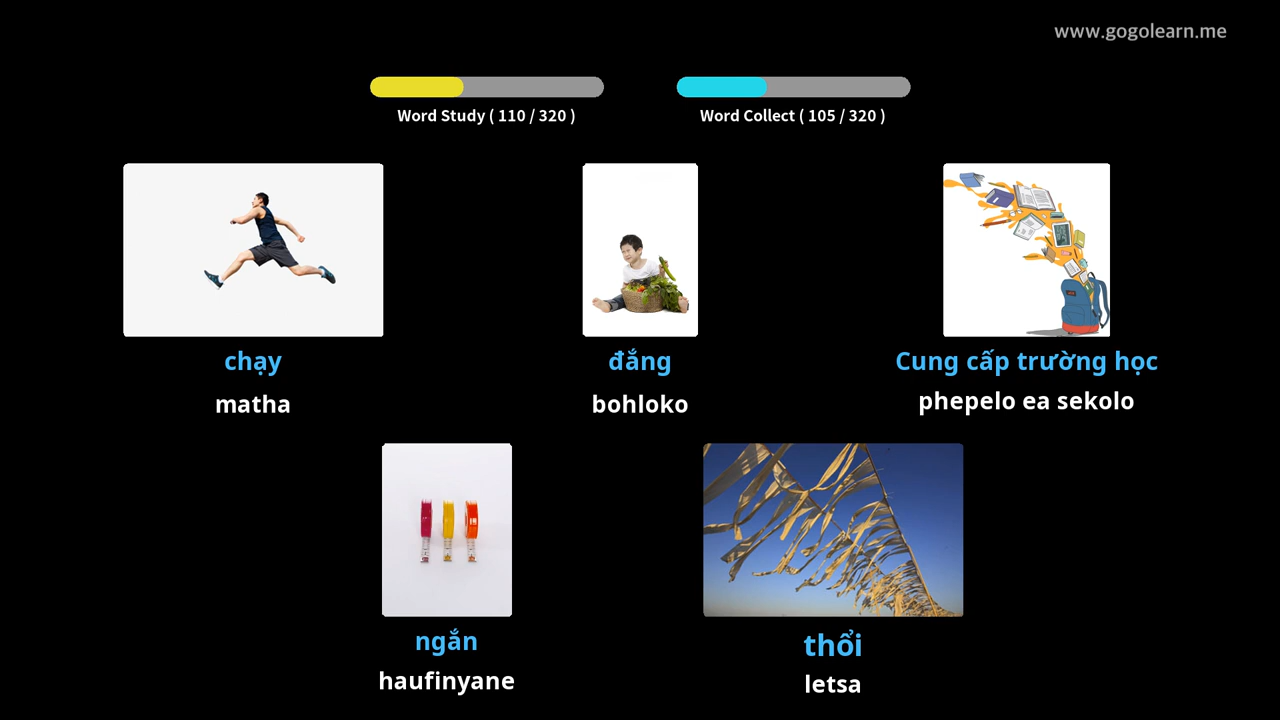 www.gogolearn.me
Word Study ( 110 / 320 )
Word Collect ( 105 / 320 )
chạy
matha
đắng
bohloko
Cung cấp trường học
phepelo ea sekolo
ngắn
haufinyane
thổi
letsa